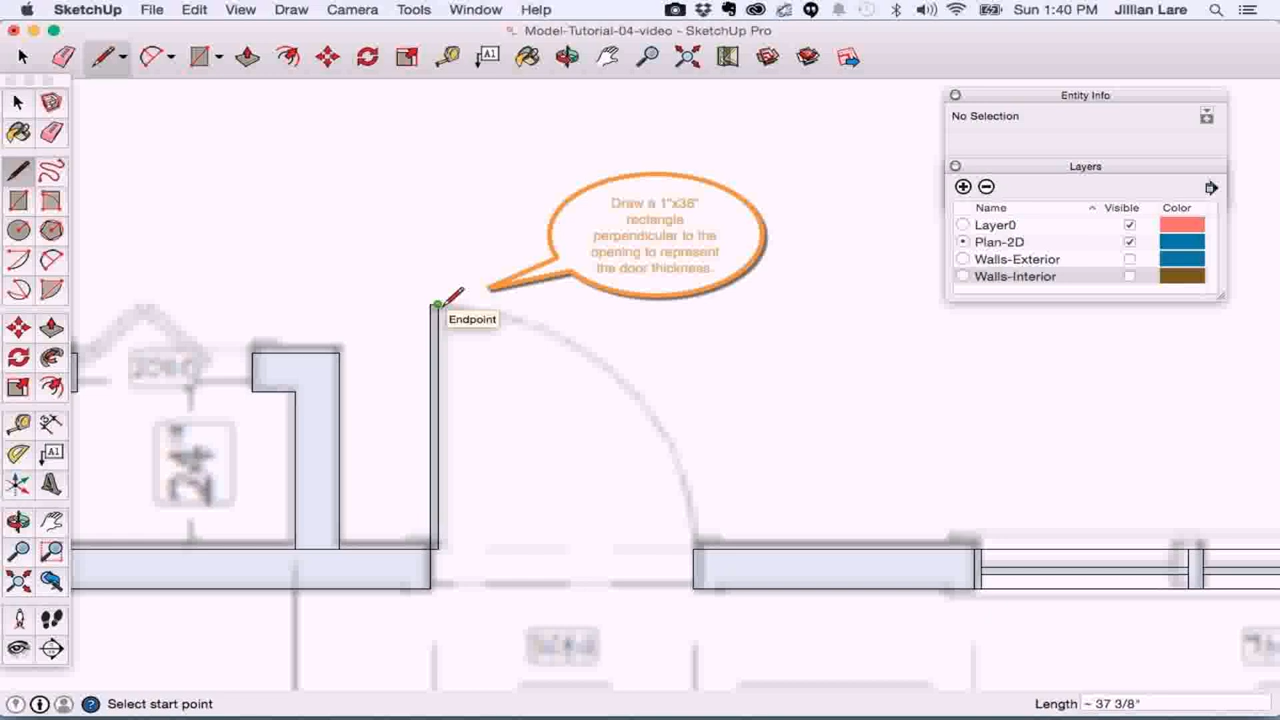 SketchUp File Edit View Draw Camera Tools Window Help Sun 1:40 PM Jillian Lare
Model-Tutorial-04-video - SketchUp Pro
A1
Entity Info
No Selection
Layers
Name Visible Color
Layer0
Plan-2D
Walls-Exterior
Walls-Interior
Draw a 1"x36"
rectangle
perpendicular to the
opening to represent
the door thickness.
Endpoint
24"
A1
Select start point
Length ~ 37 3/8"